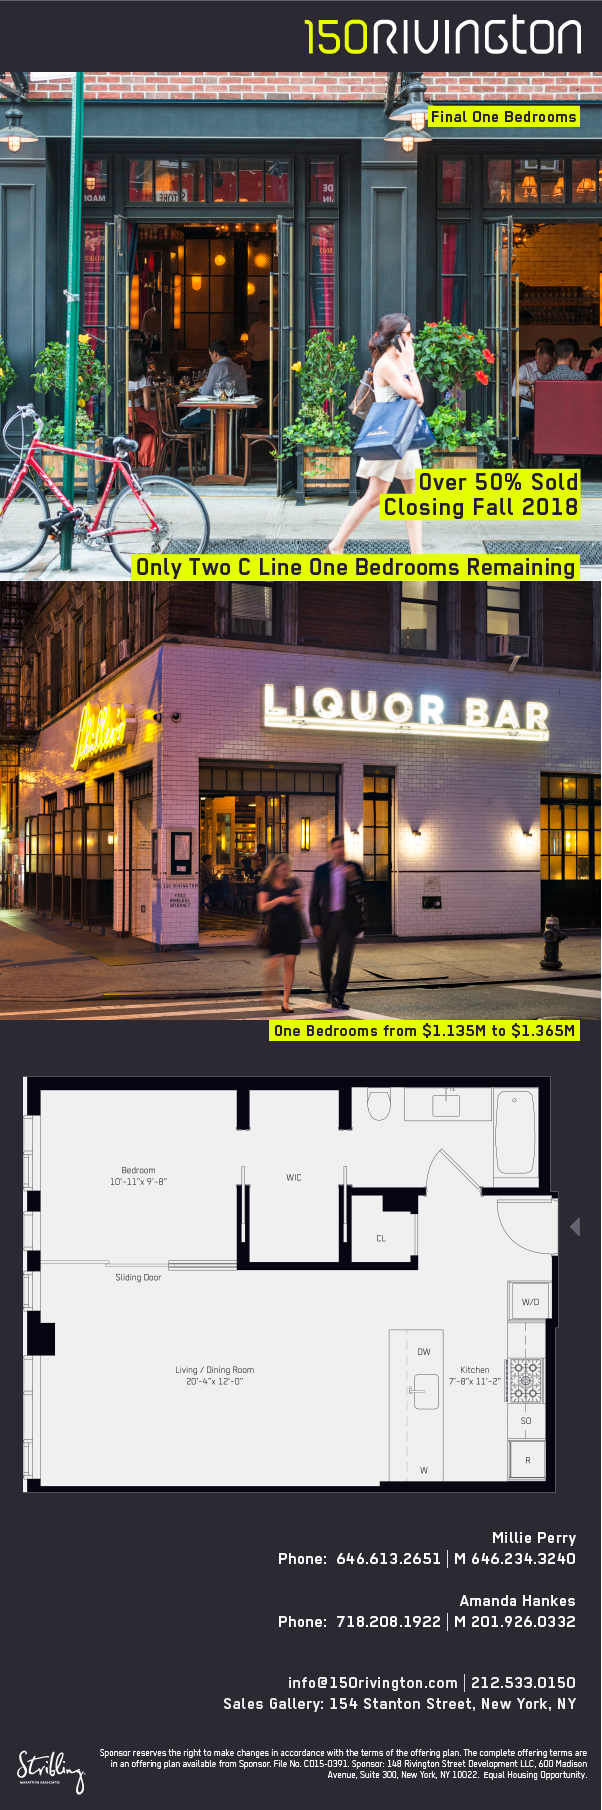 150RIVINGton
Final One Bedrooms
Over 50% Sold
Closing Fall 2018
Only Two C Line One Bedrooms Remaining
LIQUOR BAR
Schiller's
FREE
WIRELESS
INTERNET
One Bedrooms from $1.135M to $1.365M
Bedroom
10'-11"x 9'-8"
WIC
CL
Sliding Door
W/D
DW
Living / Dining Room
20'-4"x 12'-0"
Kitchen
7'-8"x 11'-2"
SO
R
W
Millie Perry
Phone: 646.613.2651 | M 646.234.3240
Amanda Hankes
Phone: 718.208.1922 | M 201.926.0332
info@150rivington.com | 212.533.0150
Sales Gallery: 154 Stanton Street, New York, NY
Stribling
MARKETING ASSOCIATES
Sponsor reserves the right to make changes in accordance with the terms of the offering plan. The complete offering terms are
in an offering plan available from Sponsor. File No. CD15-0391. Sponsor: 148 Rivington Street Development LLC, 600 Madison
Avenue, Suite 300, New York, NY 10022. Equal Housing Opportunity.